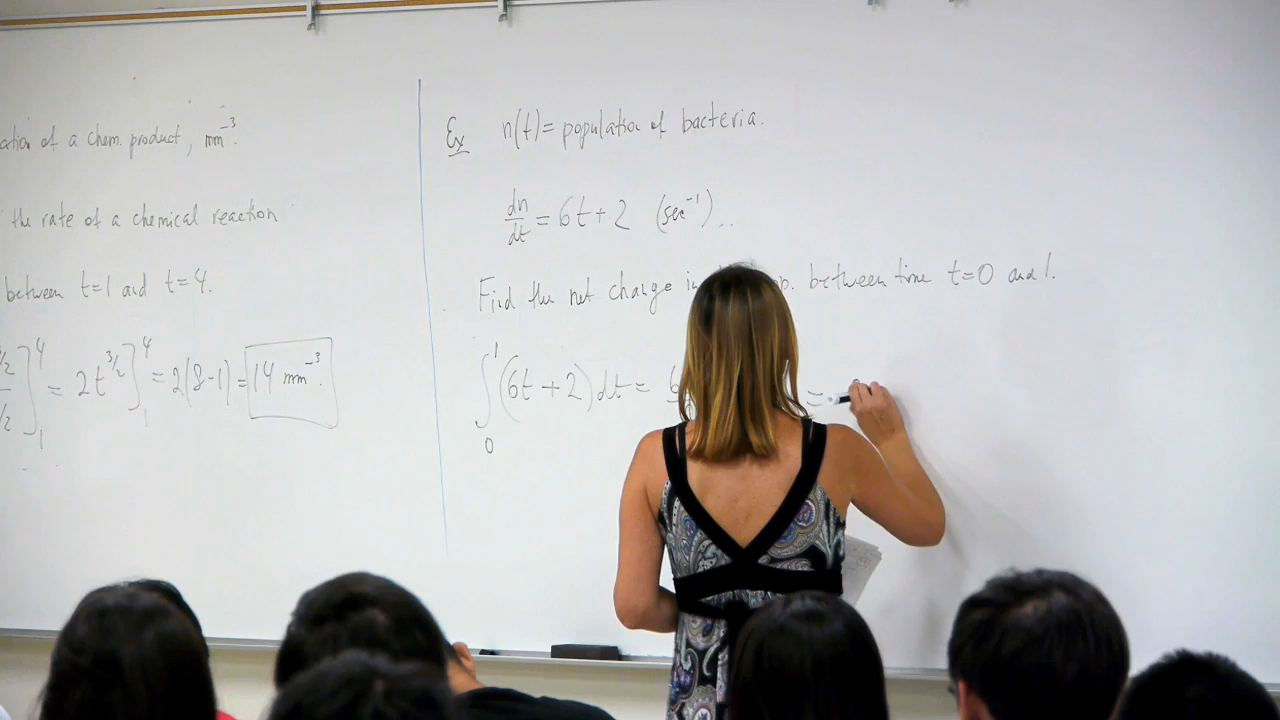 ation of a chem. product, mm⁻³.
the rate of a chemical reaction
between t=1 and t=4.
]₁⁴ = 2t^{3/2}]₁⁴ = 2(8-1) = 14 mm⁻³.
Ex n(t) = population of bacteria.
dn/dt = 6t + 2 (sec⁻¹)...
Find the net change in between time t=0 and 1.
∫₀¹ (6t + 2) dt = 6 =